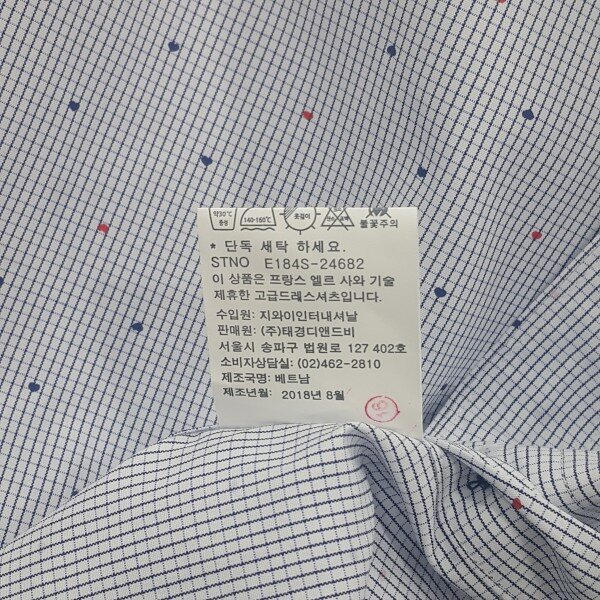 약30℃
중성
140-160℃
옷걸이
불꽃주의
* 단독 세탁 하세요.
STNO E184S-24682
이 상품은 프랑스 엘르 사와 기술
제휴한 고급드레스셔츠입니다.
수입원: 지와이인터내셔날
판매원: (주)태경디앤드비
서울시 송파구 법원로 127 402호
소비자상담실: (02)462-2810
제조국명: 베트남
제조년월: 2018년 8월